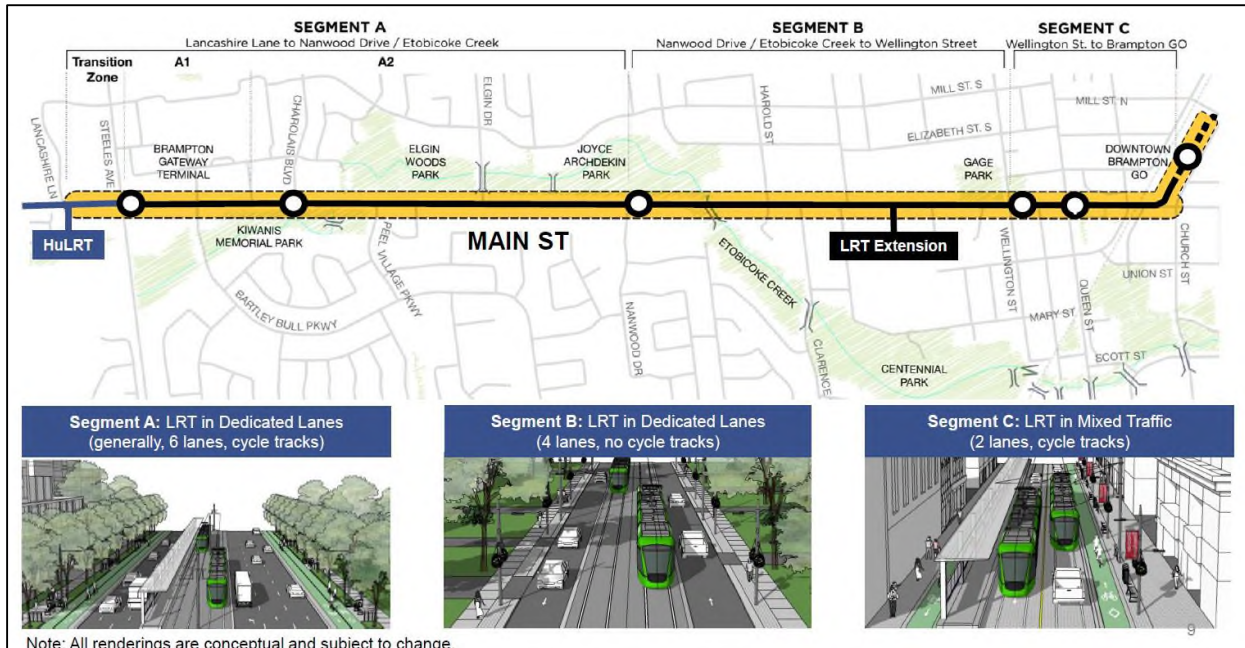 SEGMENT A
Lancashire Lane to Nanwood Drive / Etobicoke Creek
Transition
Zone
A1
A2
SEGMENT B
Nanwood Drive / Etobicoke Creek to Wellington Street
SEGMENT C
Wellington St. to Brampton GO
LANCASHIRE LN
STEELES AVE
BRAMPTON
GATEWAY
TERMINAL
CHAROLAIS BLVD
ELGIN
WOODS
PARK
ELGIN DR
JOYCE
ARCHDEKIN
PARK
HAROLD ST
MILL ST. S
ELIZABETH ST. S
GAGE
PARK
MILL ST. N
DOWNTOWN
BRAMPTON
GO
HuLRT
KIWANIS
MEMORIAL PARK
BARTLEY BULL PKWY
PEEL VILLAGE PKWY
MAIN ST
NANWOOD DR
ETOBICOKE CREEK
CLARENCE
LRT Extension
CENTENNIAL
PARK
WELLINGTON ST
MARY ST
QUEEN ST
UNION ST
CHURCH ST
SCOTT ST
Segment A: LRT in Dedicated Lanes
(generally, 6 lanes, cycle tracks)
Segment B: LRT in Dedicated Lanes
(4 lanes, no cycle tracks)
Segment C: LRT in Mixed Traffic
(2 lanes, cycle tracks)
Note: All renderings are conceptual and subject to change
9